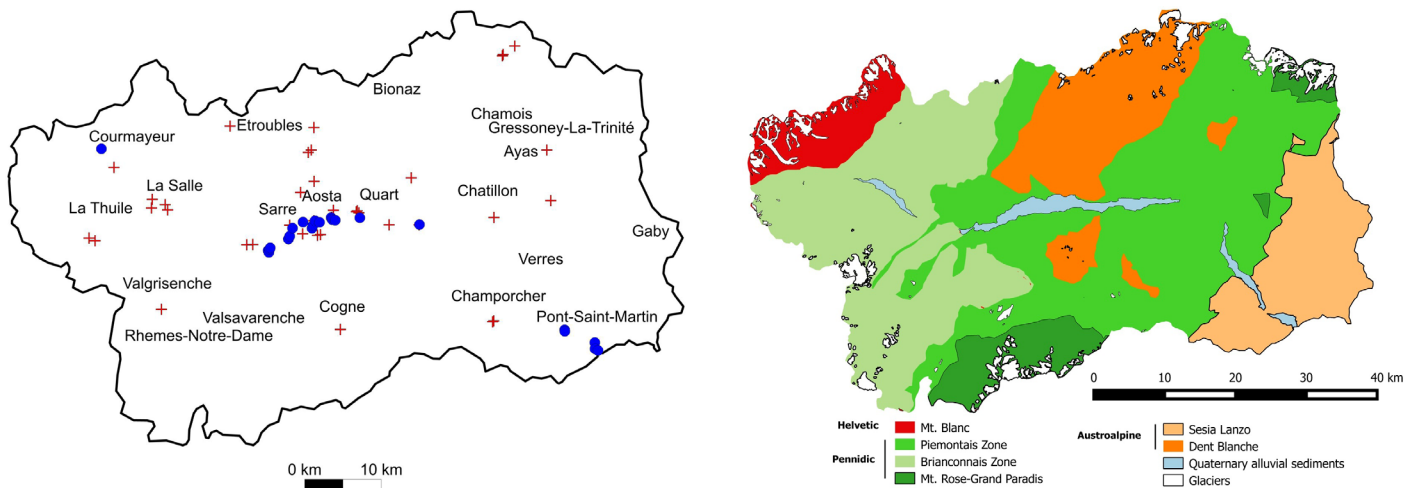 Bionaz
Chamois
Courmayeur
Etroubles
Gressoney-La-Trinité
Ayas
La Salle
Aosta
Quart
Chatillon
La Thuile
Sarre
Gaby
Verres
Valgrisenche
Cogne
Champorcher
Valsavarenche
Pont-Saint-Martin
Rhemes-Notre-Dame
0 km 10 km
0 10 20 30 40 km
Helvetic
Mt. Blanc
Pennidic
Piemontais Zone
Brianconnais Zone
Mt. Rose-Grand Paradis
Austroalpine
Sesia Lanzo
Dent Blanche
Quaternary alluvial sediments
Glaciers